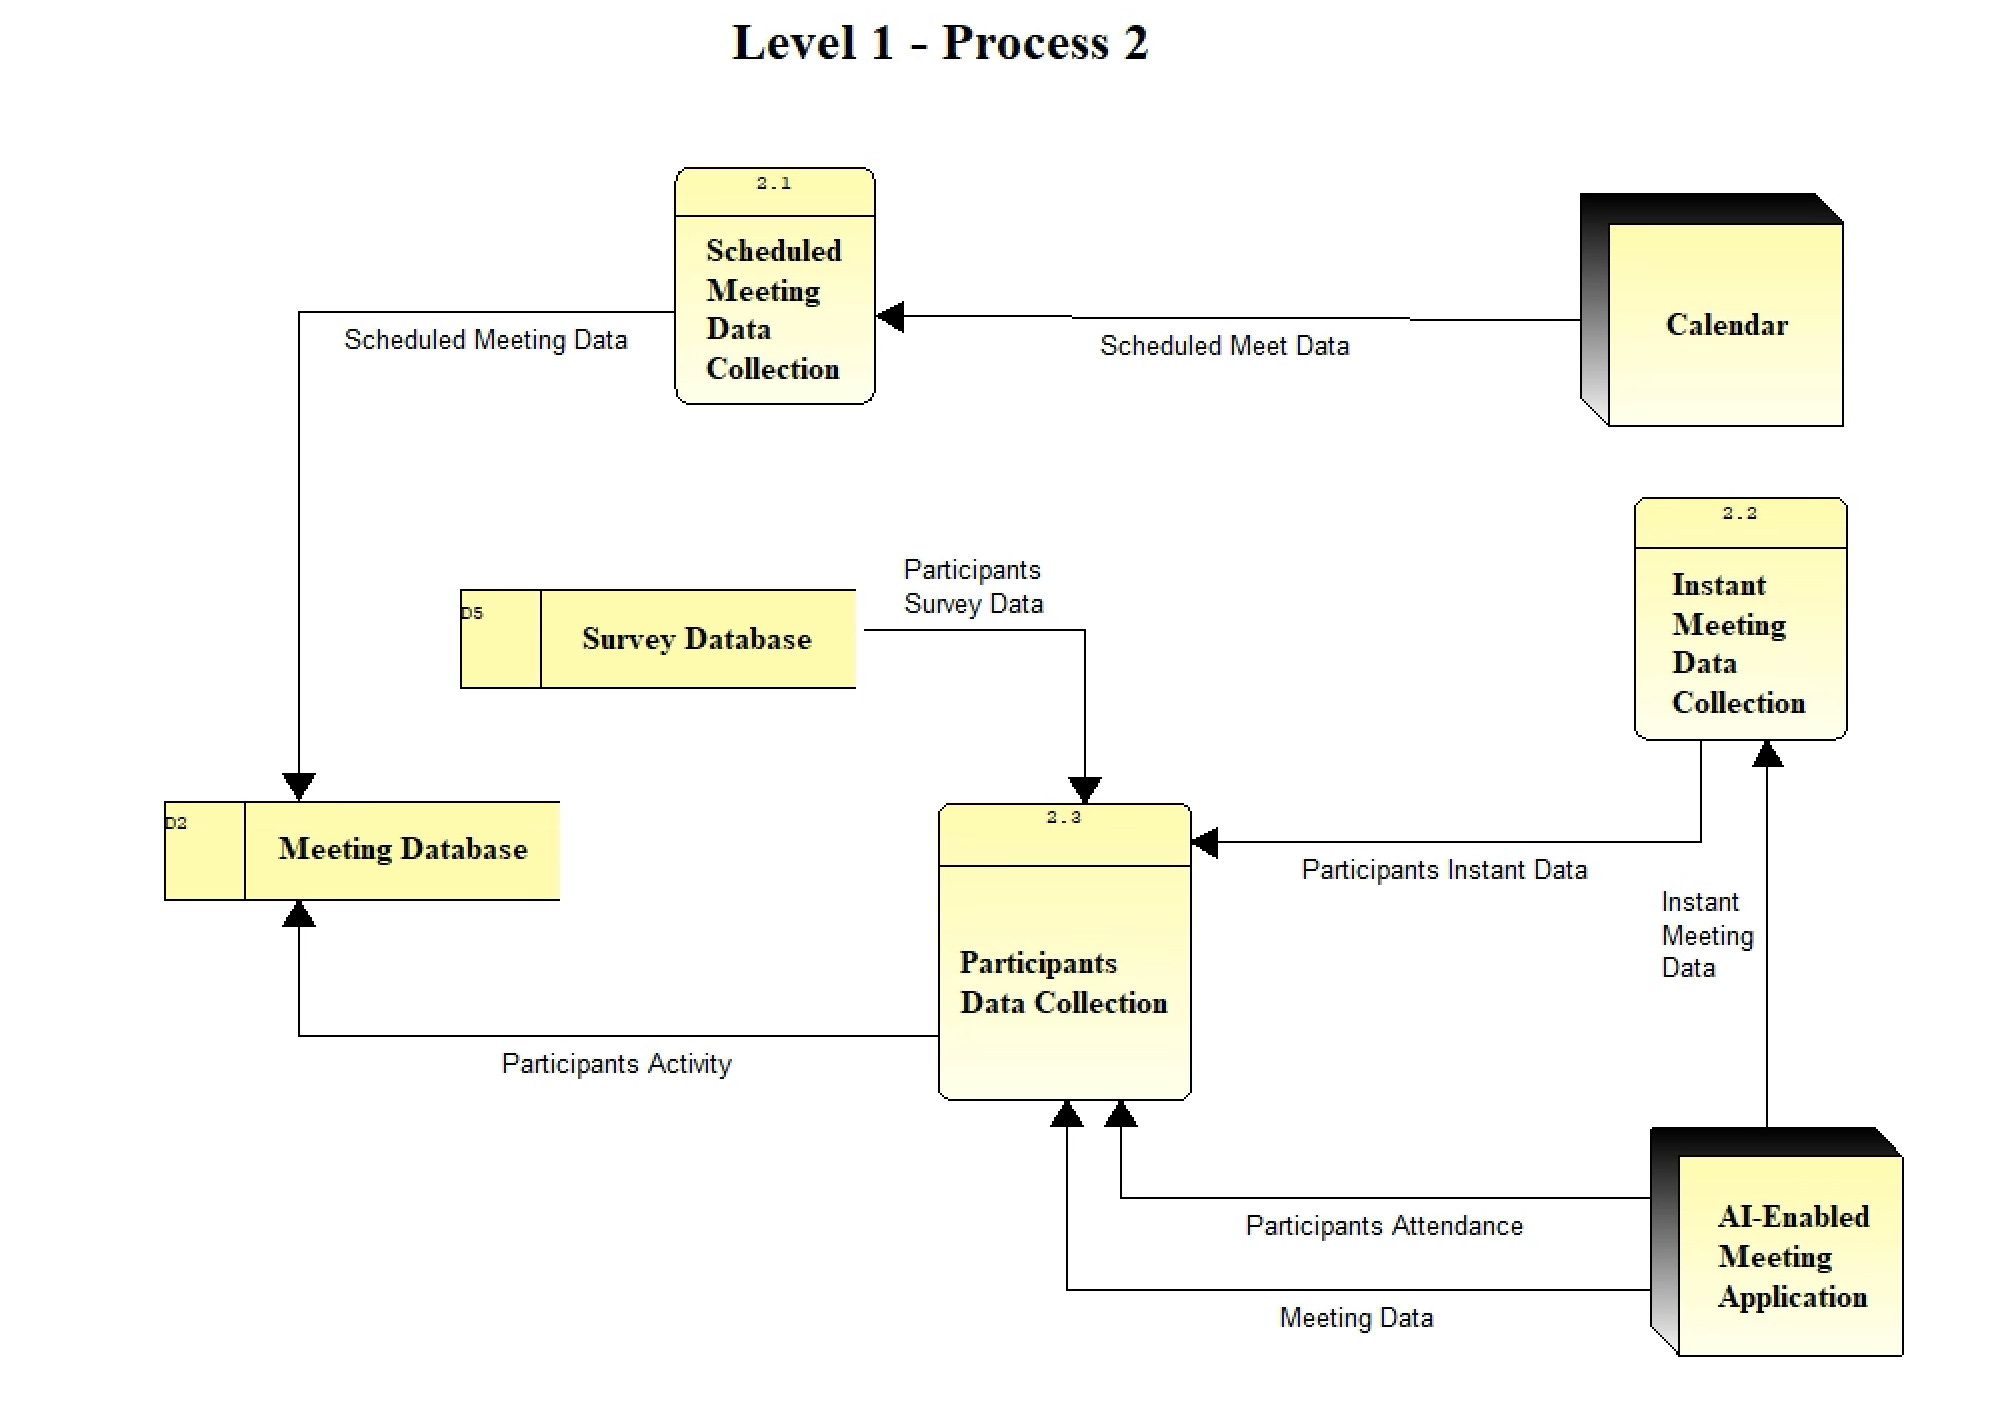 Level 1 - Process 2
2.1
Scheduled
Meeting
Data
Collection
Calendar
Scheduled Meeting Data
Scheduled Meet Data
2.2
Instant
Meeting
Data
Collection
Participants
Survey Data
D5
Survey Database
D2
Meeting Database
2.3
Participants
Data Collection
Participants Instant Data
Instant
Meeting
Data
Participants Activity
Participants Attendance
Meeting Data
AI-Enabled
Meeting
Application